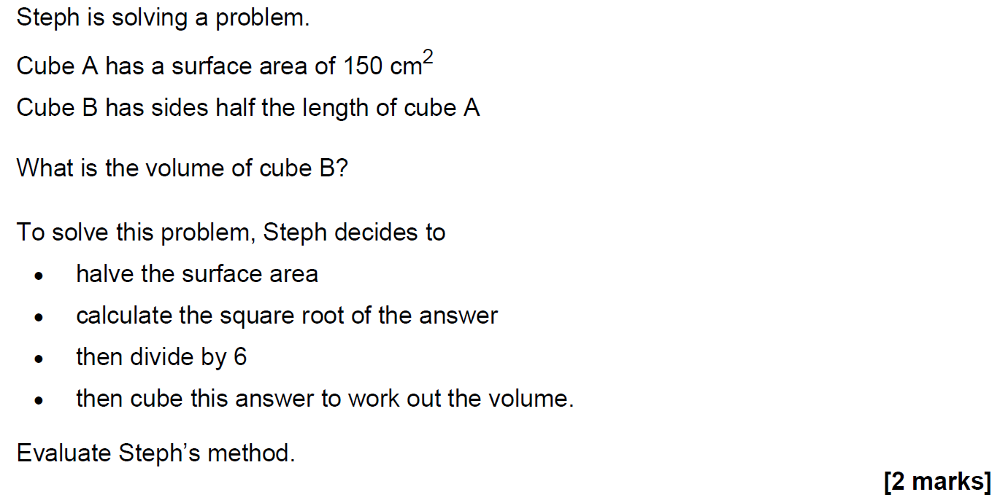 Steph is solving a problem.
Cube A has a surface area of 150 cm²
Cube B has sides half the length of cube A
What is the volume of cube B?
To solve this problem, Steph decides to
• halve the surface area
• calculate the square root of the answer
• then divide by 6
• then cube this answer to work out the volume.
Evaluate Steph’s method.
[2 marks]